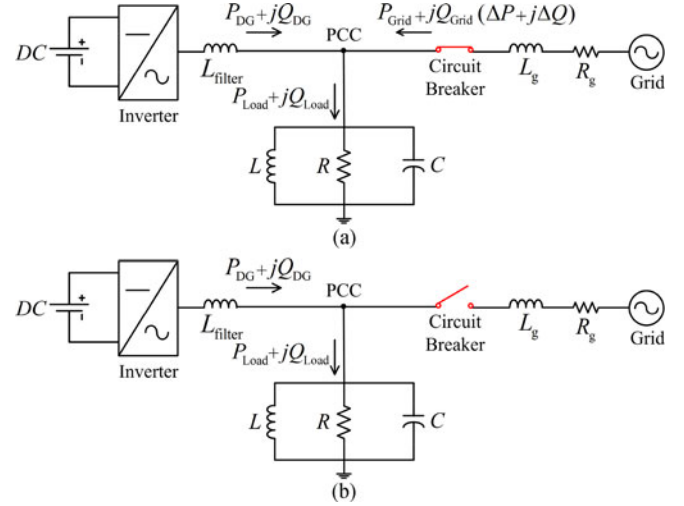 P_DG+jQ_DG
P_Grid+jQ_Grid (ΔP+jΔQ)
PCC
DC
+
L_filter
Circuit
Breaker
L_g
R_g
Grid
Inverter
P_Load+jQ_Load
L
R
C
(a)
P_DG+jQ_DG
PCC
DC
+
L_filter
Circuit
Breaker
L_g
R_g
Grid
Inverter
P_Load+jQ_Load
L
R
C
(b)